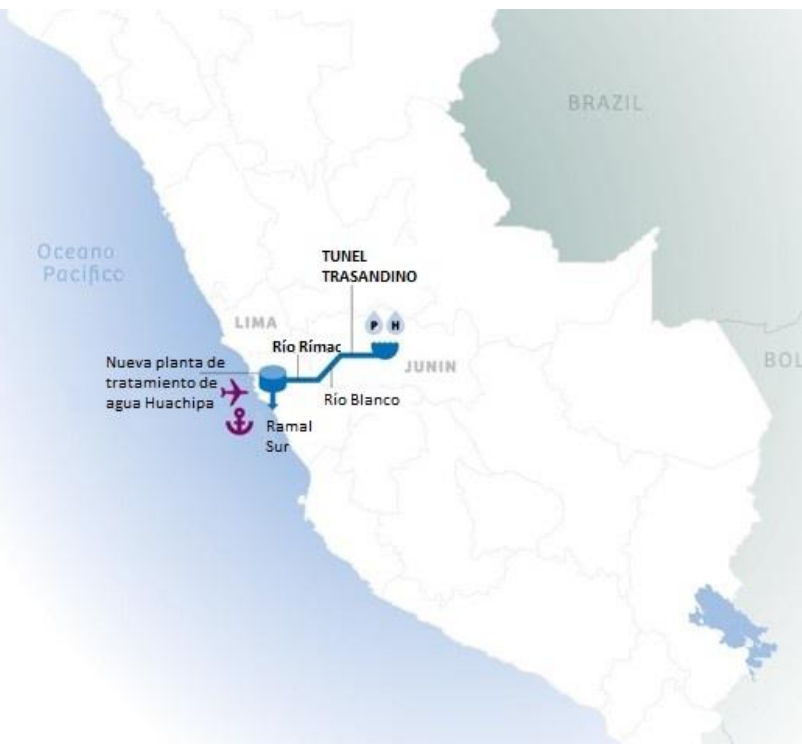 BRAZIL
Oceano
Pacífico
TUNEL
TRASANDINO
P H
LIMA
Río Rímac
JUNIN
BOL
Nueva planta de
tratamiento de
agua Huachipa
Río Blanco
Ramal
Sur